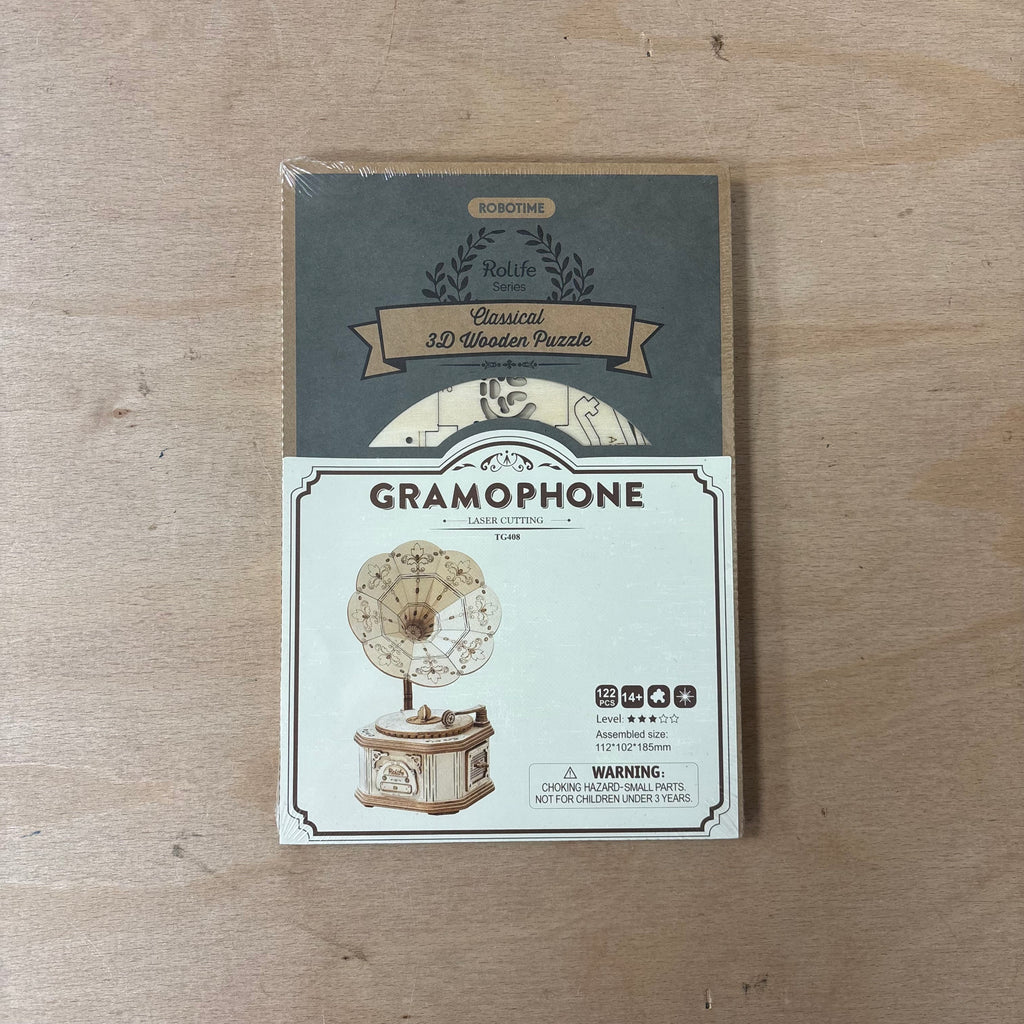 ROBOTIME
Rolife
Series
Classical
3D Wooden Puzzle
GRAMOPHONE
LASER CUTTING
TG408
122
PCS
14+
Level:
Assembled size:
112*102*185mm
WARNING:
CHOKING HAZARD-SMALL PARTS.
NOT FOR CHILDREN UNDER 3 YEARS.
Rolife